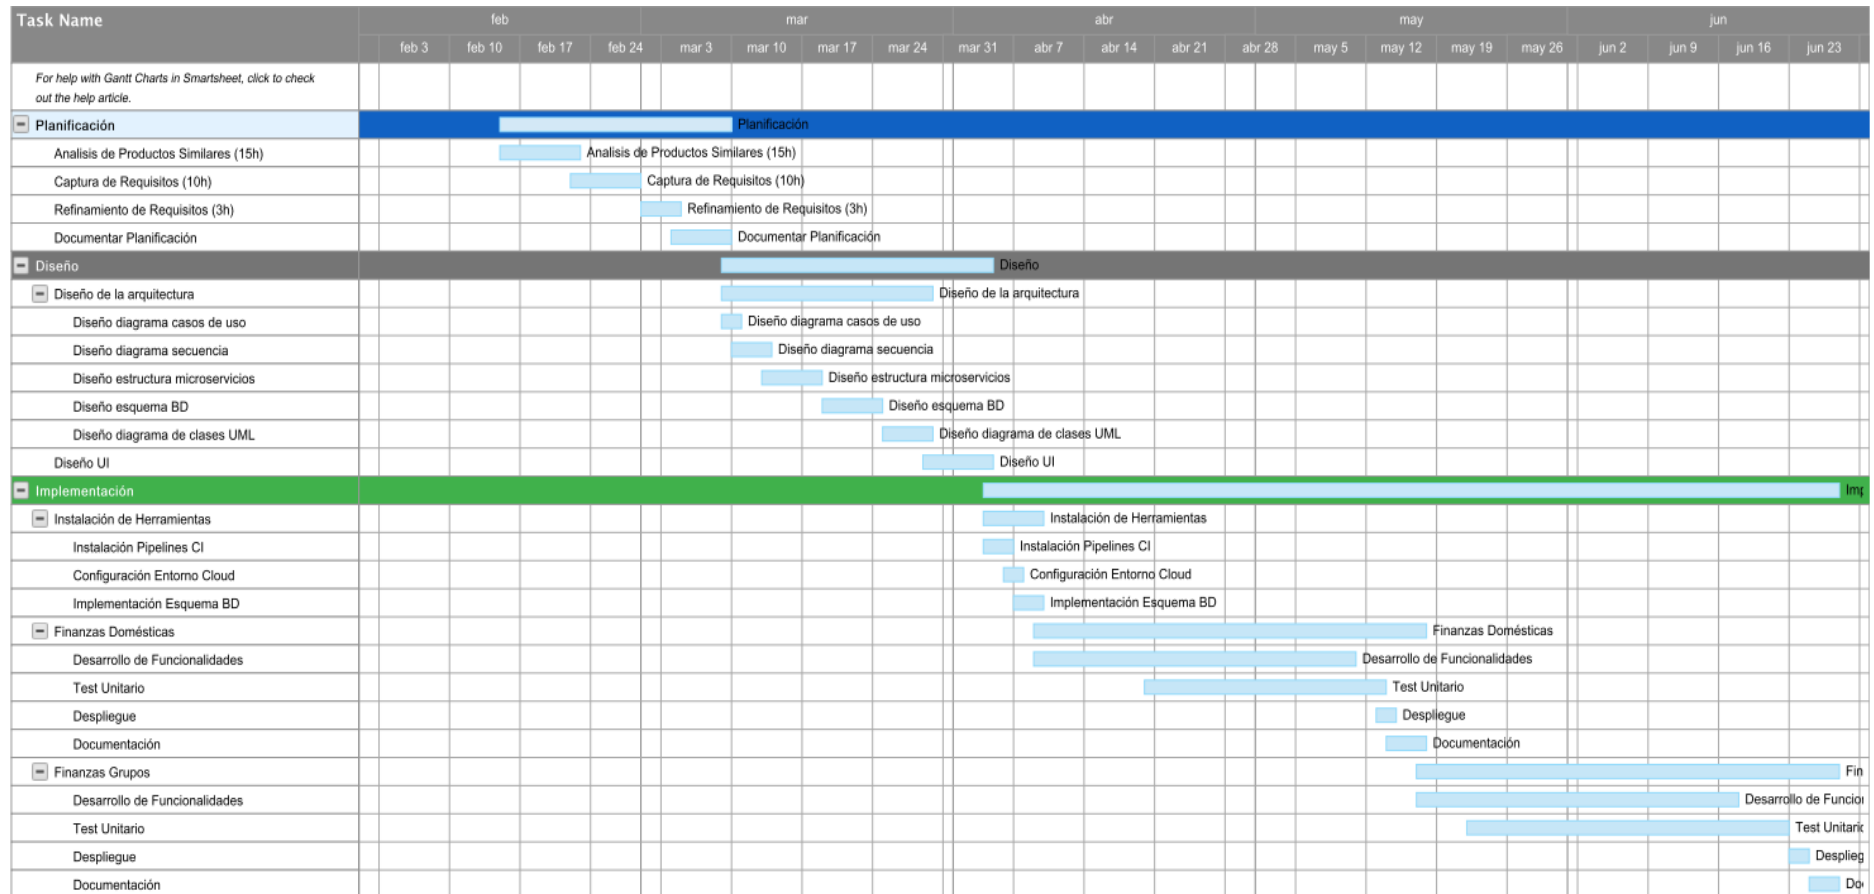 Task Name
feb mar abr may jun
feb 3 feb 10 feb 17 feb 24 mar 3 mar 10 mar 17 mar 24 mar 31 abr 7 abr 14 abr 21 abr 28 may 5 may 12 may 19 may 26 jun 2 jun 9 jun 16 jun 23
For help with Gantt Charts in Smartsheet, click to check
out the help article.
Planificación Planificación
Analisis de Productos Similares (15h) Analisis de Productos Similares (15h)
Captura de Requisitos (10h) Captura de Requisitos (10h)
Refinamiento de Requisitos (3h) Refinamiento de Requisitos (3h)
Documentar Planificación Documentar Planificación
Diseño Diseño
Diseño de la arquitectura Diseño de la arquitectura
Diseño diagrama casos de uso Diseño diagrama casos de uso
Diseño diagrama secuencia Diseño diagrama secuencia
Diseño estructura microservicios Diseño estructura microservicios
Diseño esquema BD Diseño esquema BD
Diseño diagrama de clases UML Diseño diagrama de clases UML
Diseño UI Diseño UI
Implementación Imp
Instalación de Herramientas Instalación de Herramientas
Instalación Pipelines CI Instalación Pipelines CI
Configuración Entorno Cloud Configuración Entorno Cloud
Implementación Esquema BD Implementación Esquema BD
Finanzas Domésticas Finanzas Domésticas
Desarrollo de Funcionalidades Desarrollo de Funcionalidades
Test Unitario Test Unitario
Despliegue Despliegue
Documentación Documentación
Finanzas Grupos Fin
Desarrollo de Funcionalidades Desarrollo de Funcio
Test Unitario Test Unitario
Despliegue Desplieg
Documentación Do